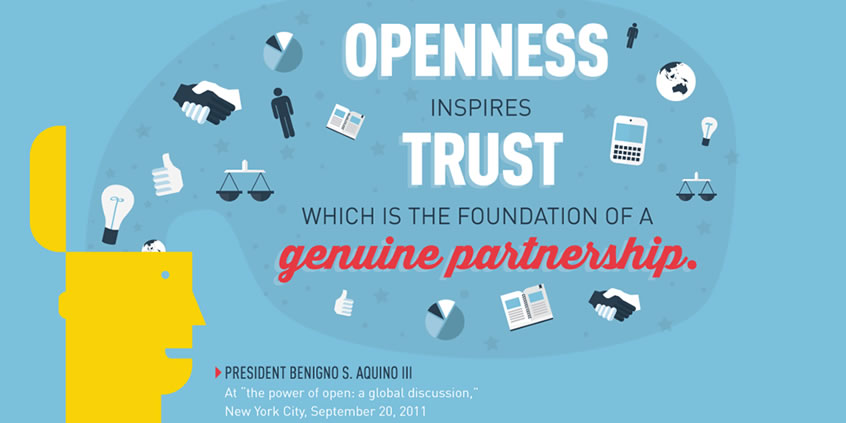 OPENNESS
INSPIRES
TRUST
WHICH IS THE FOUNDATION OF A
genuine partnership.
PRESIDENT BENIGNO S. AQUINO III
At "the power of open: a global discussion,"
New York City, September 20, 2011